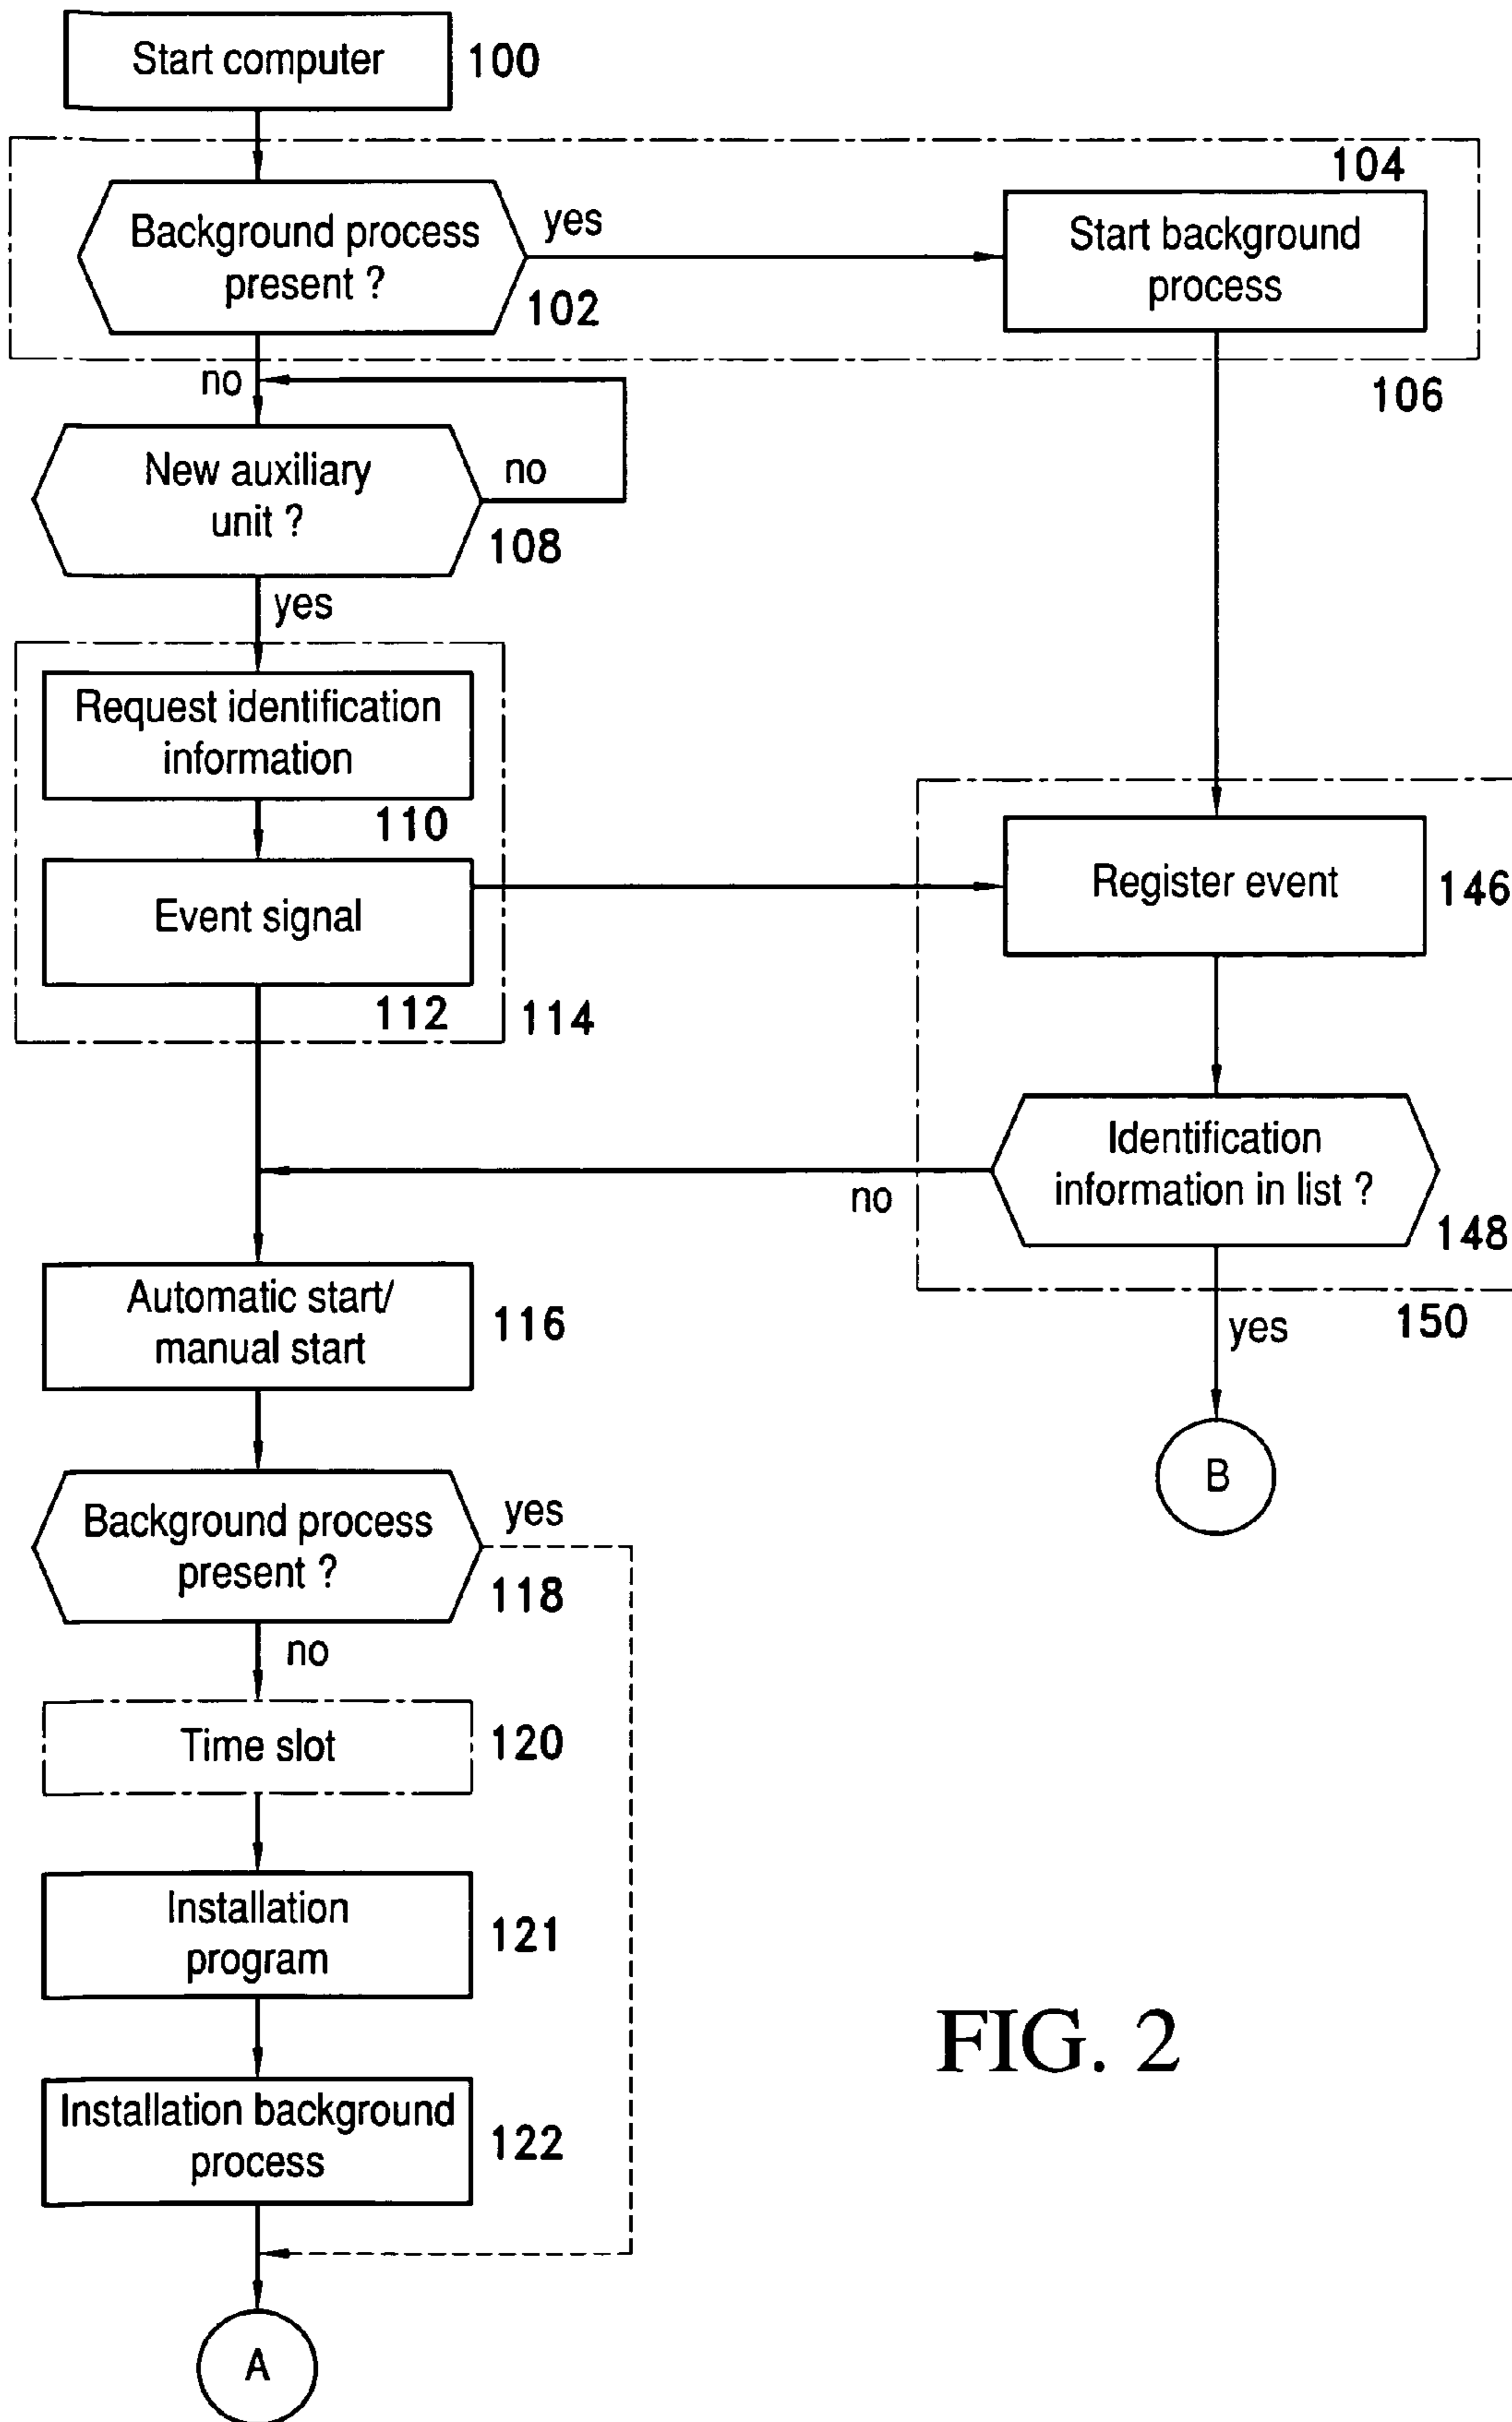 Start computer
100
104
Background process
present ?
yes
102
Start background
process
106
no
New auxiliary
unit ?
no
108
yes
Request identification
information
110
Event signal
112
114
Register event
146
Identification
information in list ?
no
148
150
yes
B
Automatic start/
manual start
116
Background process
present ?
yes
118
no
Time slot
120
Installation
program
121
Installation background
process
122
A
FIG. 2